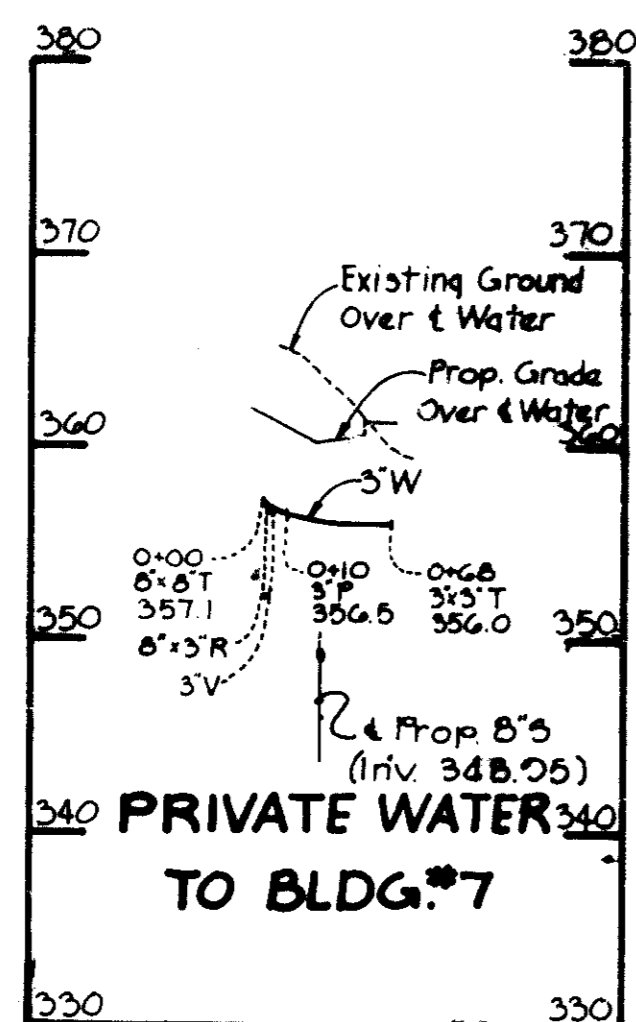 380 380
370 370
Existing Ground
Over ℄ Water
Prop. Grade
Over ℄ Water
360 360
3"W
0+00
8"x8"T
357.1
8"x3"R
3"V
0+10
3"P
356.5
0+68
3"x3"T
356.0
350 350
℄ Prop. 8"S
(Inv. 348.05)
340 340
PRIVATE WATER
TO BLDG. #7
330 330